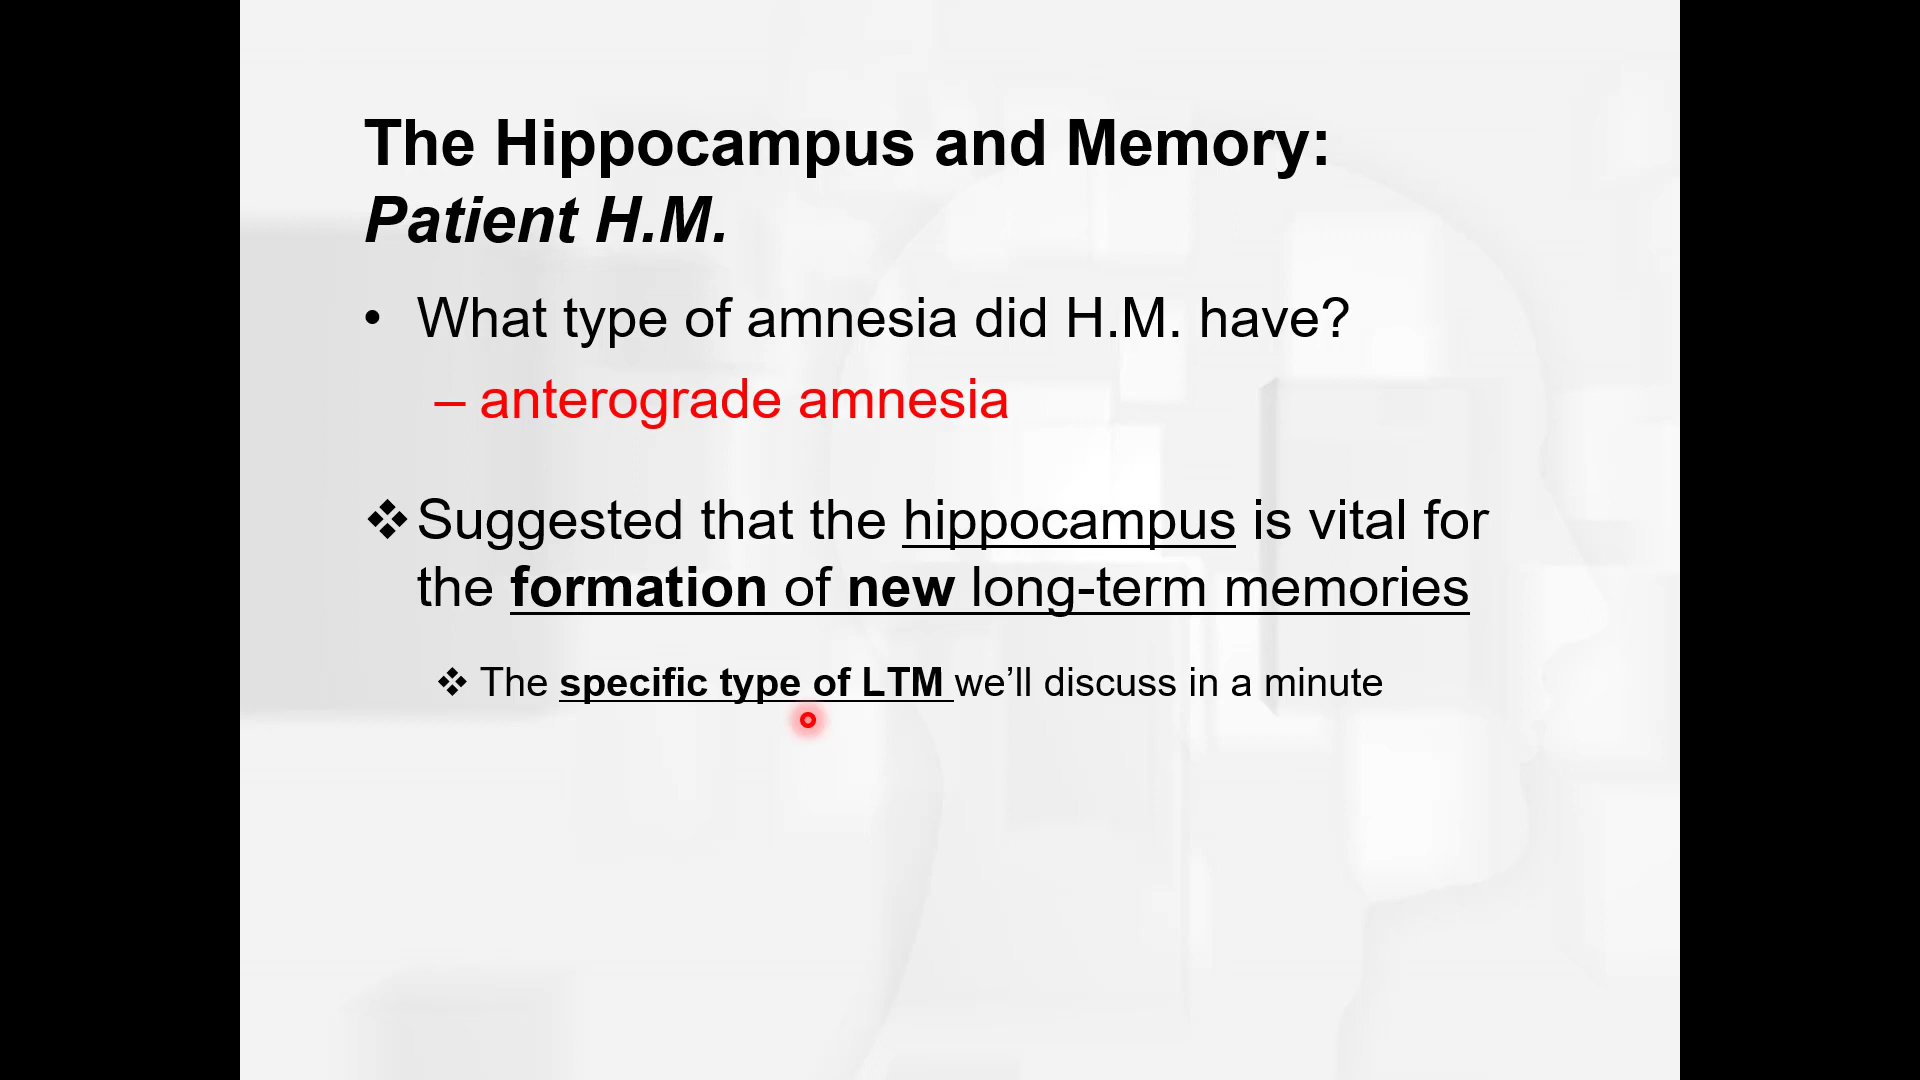 The Hippocampus and Memory:
Patient H.M.
• What type of amnesia did H.M. have?
– anterograde amnesia
❖ Suggested that the hippocampus is vital for
the formation of new long-term memories
❖ The specific type of LTM we’ll discuss in a minute